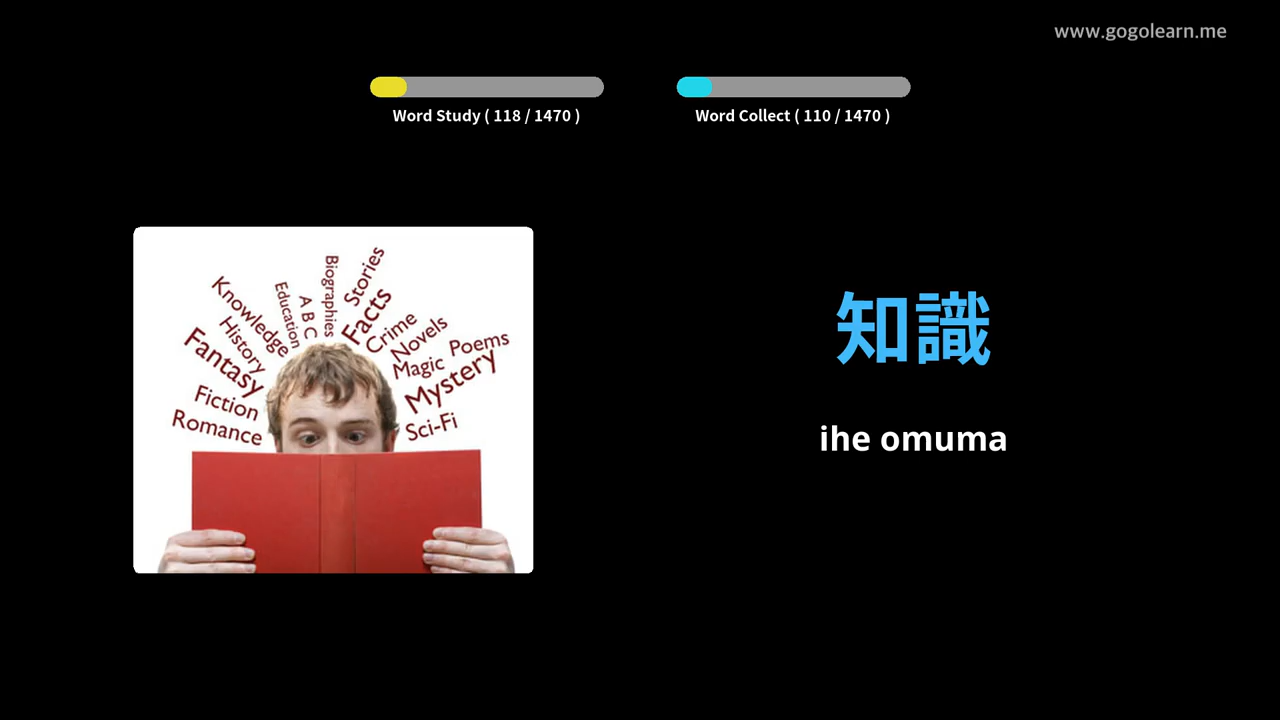 www.gogolearn.me
Word Study ( 118 / 1470 )
Word Collect ( 110 / 1470 )
Knowledge
Education
A B C
Biographies
Stories
Facts
History
Crime
Novels
Fantasy
Magic
Poems
Mystery
Fiction
Romance
Sci-Fi
知識
ihe omuma